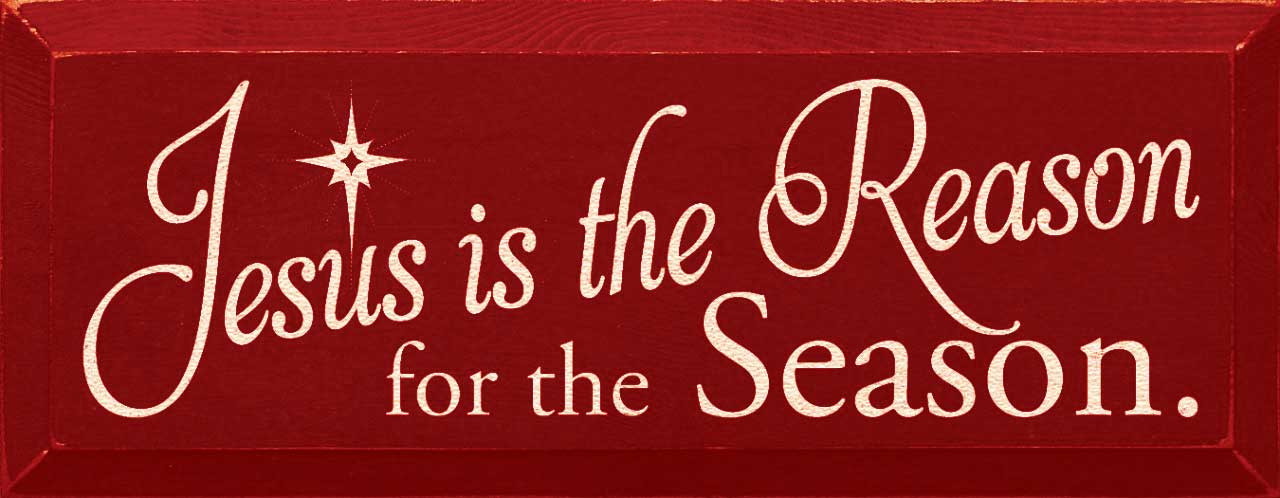 Jesus is the Reason
for the Season.